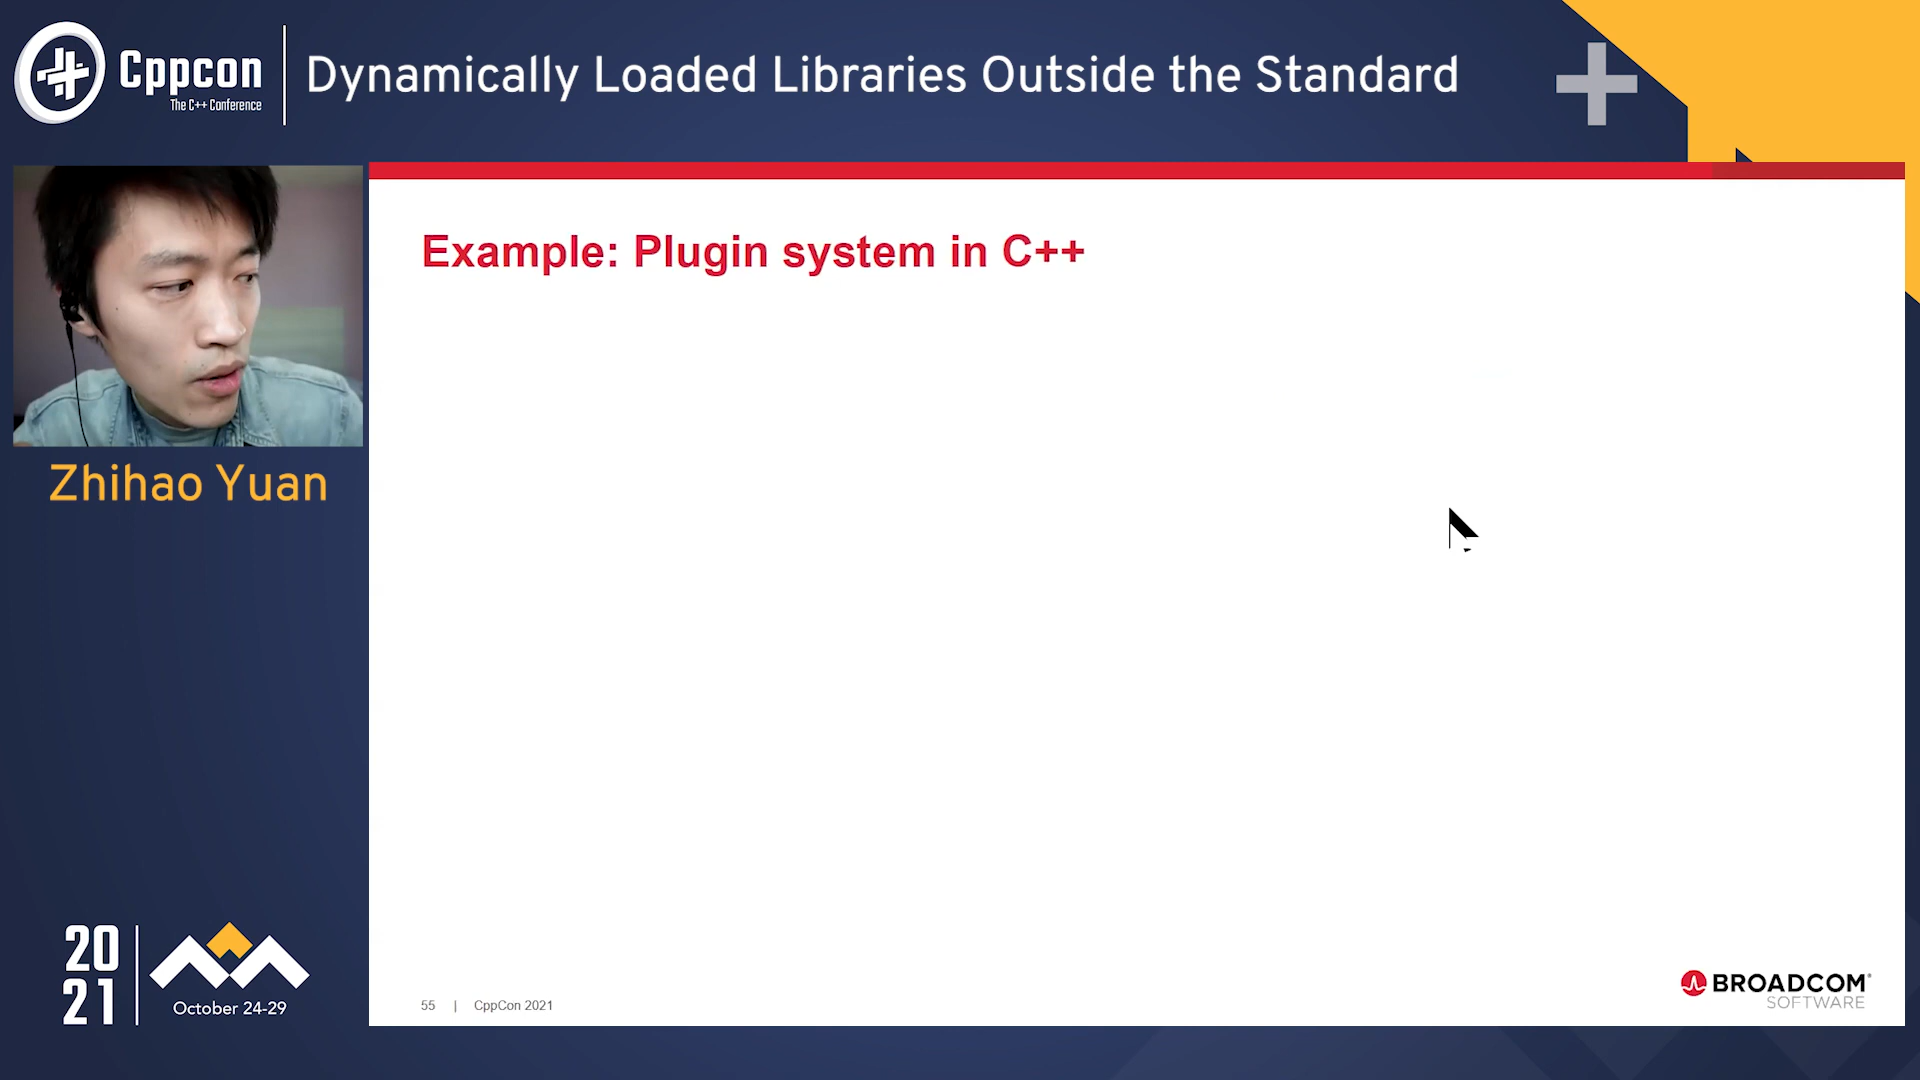 Cppcon
The C++ Conference
Dynamically Loaded Libraries Outside the Standard
Zhihao Yuan
Example: Plugin system in C++
20
21
October 24-29
55 | CppCon 2021
BROADCOM®
SOFTWARE